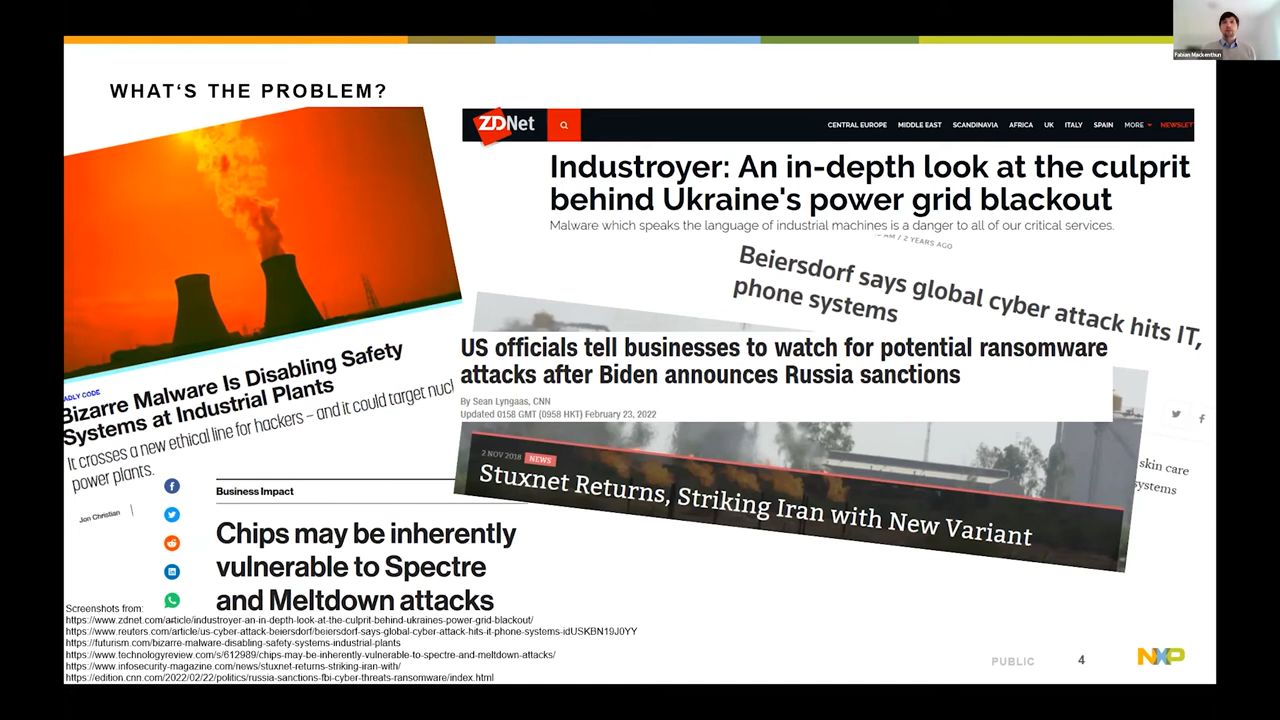 Fabian Mackenthun
WHAT'S THE PROBLEM?
ZDNet
CENTRAL EUROPE MIDDLE EAST SCANDINAVIA AFRICA UK ITALY SPAIN MORE NEWSLET
Industroyer: An in-depth look at the culprit
behind Ukraine's power grid blackout
Malware which speaks the language of industrial machines is a danger to all of our critical services.
AM / 2 YEARS AGO
Beiersdorf says global cyber attack hits IT,
phone systems
US officials tell businesses to watch for potential ransomware
attacks after Biden announces Russia sanctions
By Sean Lyngaas, CNN
Updated 0158 GMT (0958 HKT) February 23, 2022
skin care
ystems
2 NOV 2018 NEWS
Stuxnet Returns, Striking Iran with New Variant
ADLY CODE
Bizarre Malware Is Disabling Safety
Systems at Industrial Plants
It crosses a new ethical line for hackers – and it could target nucl
power plants.
Jon Christian
Business Impact
Chips may be inherently
vulnerable to Spectre
and Meltdown attacks
Screenshots from:
https://www.zdnet.com/article/industroyer-an-in-depth-look-at-the-culprit-behind-ukraines-power-grid-blackout/
https://www.reuters.com/article/us-cyber-attack-beiersdorf/beiersdorf-says-global-cyber-attack-hits-it-phone-systems-idUSKBN19J0YY
https://futurism.com/bizarre-malware-disabling-safety-systems-industrial-plants
https://www.technologyreview.com/s/612989/chips-may-be-inherently-vulnerable-to-spectre-and-meltdown-attacks/
https://www.infosecurity-magazine.com/news/stuxnet-returns-striking-iran-with/
https://edition.cnn.com/2022/02/22/politics/russia-sanctions-fbi-cyber-threats-ransomware/index.html
PUBLIC 4 NXP